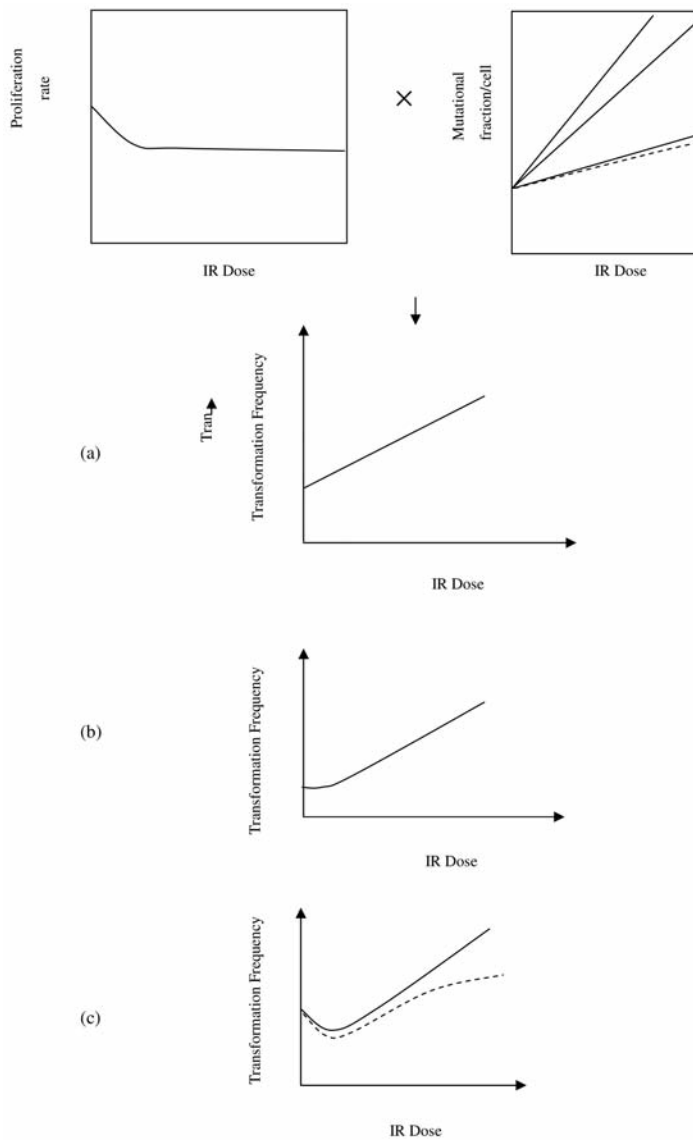 Proliferation
rate
×
Mutational
fraction/cell
IR Dose
IR Dose
Tran
Transformation Frequency
(a)
IR Dose
Transformation Frequency
(b)
IR Dose
Transformation Frequency
(c)
IR Dose